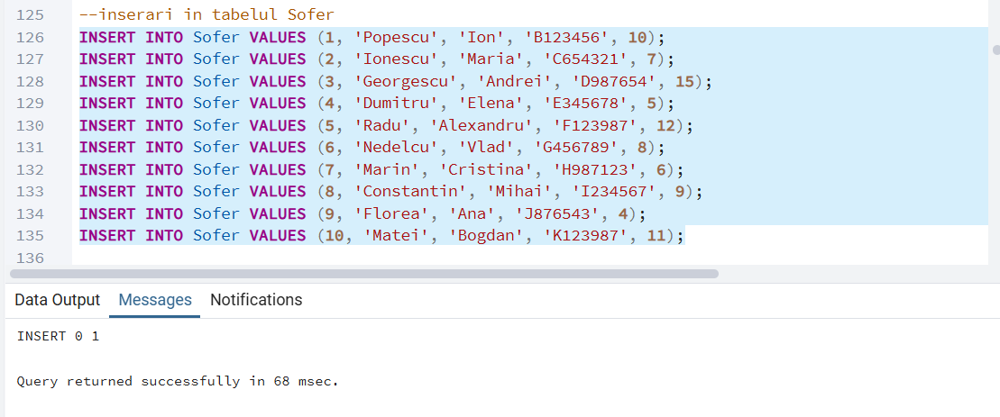 125 --inserari in tabelul Sofer
126 INSERT INTO Sofer VALUES (1, 'Popescu', 'Ion', 'B123456', 10);
127 INSERT INTO Sofer VALUES (2, 'Ionescu', 'Maria', 'C654321', 7);
128 INSERT INTO Sofer VALUES (3, 'Georgescu', 'Andrei', 'D987654', 15);
129 INSERT INTO Sofer VALUES (4, 'Dumitru', 'Elena', 'E345678', 5);
130 INSERT INTO Sofer VALUES (5, 'Radu', 'Alexandru', 'F123987', 12);
131 INSERT INTO Sofer VALUES (6, 'Nedelcu', 'Vlad', 'G456789', 8);
132 INSERT INTO Sofer VALUES (7, 'Marin', 'Cristina', 'H987123', 6);
133 INSERT INTO Sofer VALUES (8, 'Constantin', 'Mihai', 'I234567', 9);
134 INSERT INTO Sofer VALUES (9, 'Florea', 'Ana', 'J876543', 4);
135 INSERT INTO Sofer VALUES (10, 'Matei', 'Bogdan', 'K123987', 11);
136
Data Output Messages Notifications
INSERT 0 1
Query returned successfully in 68 msec.